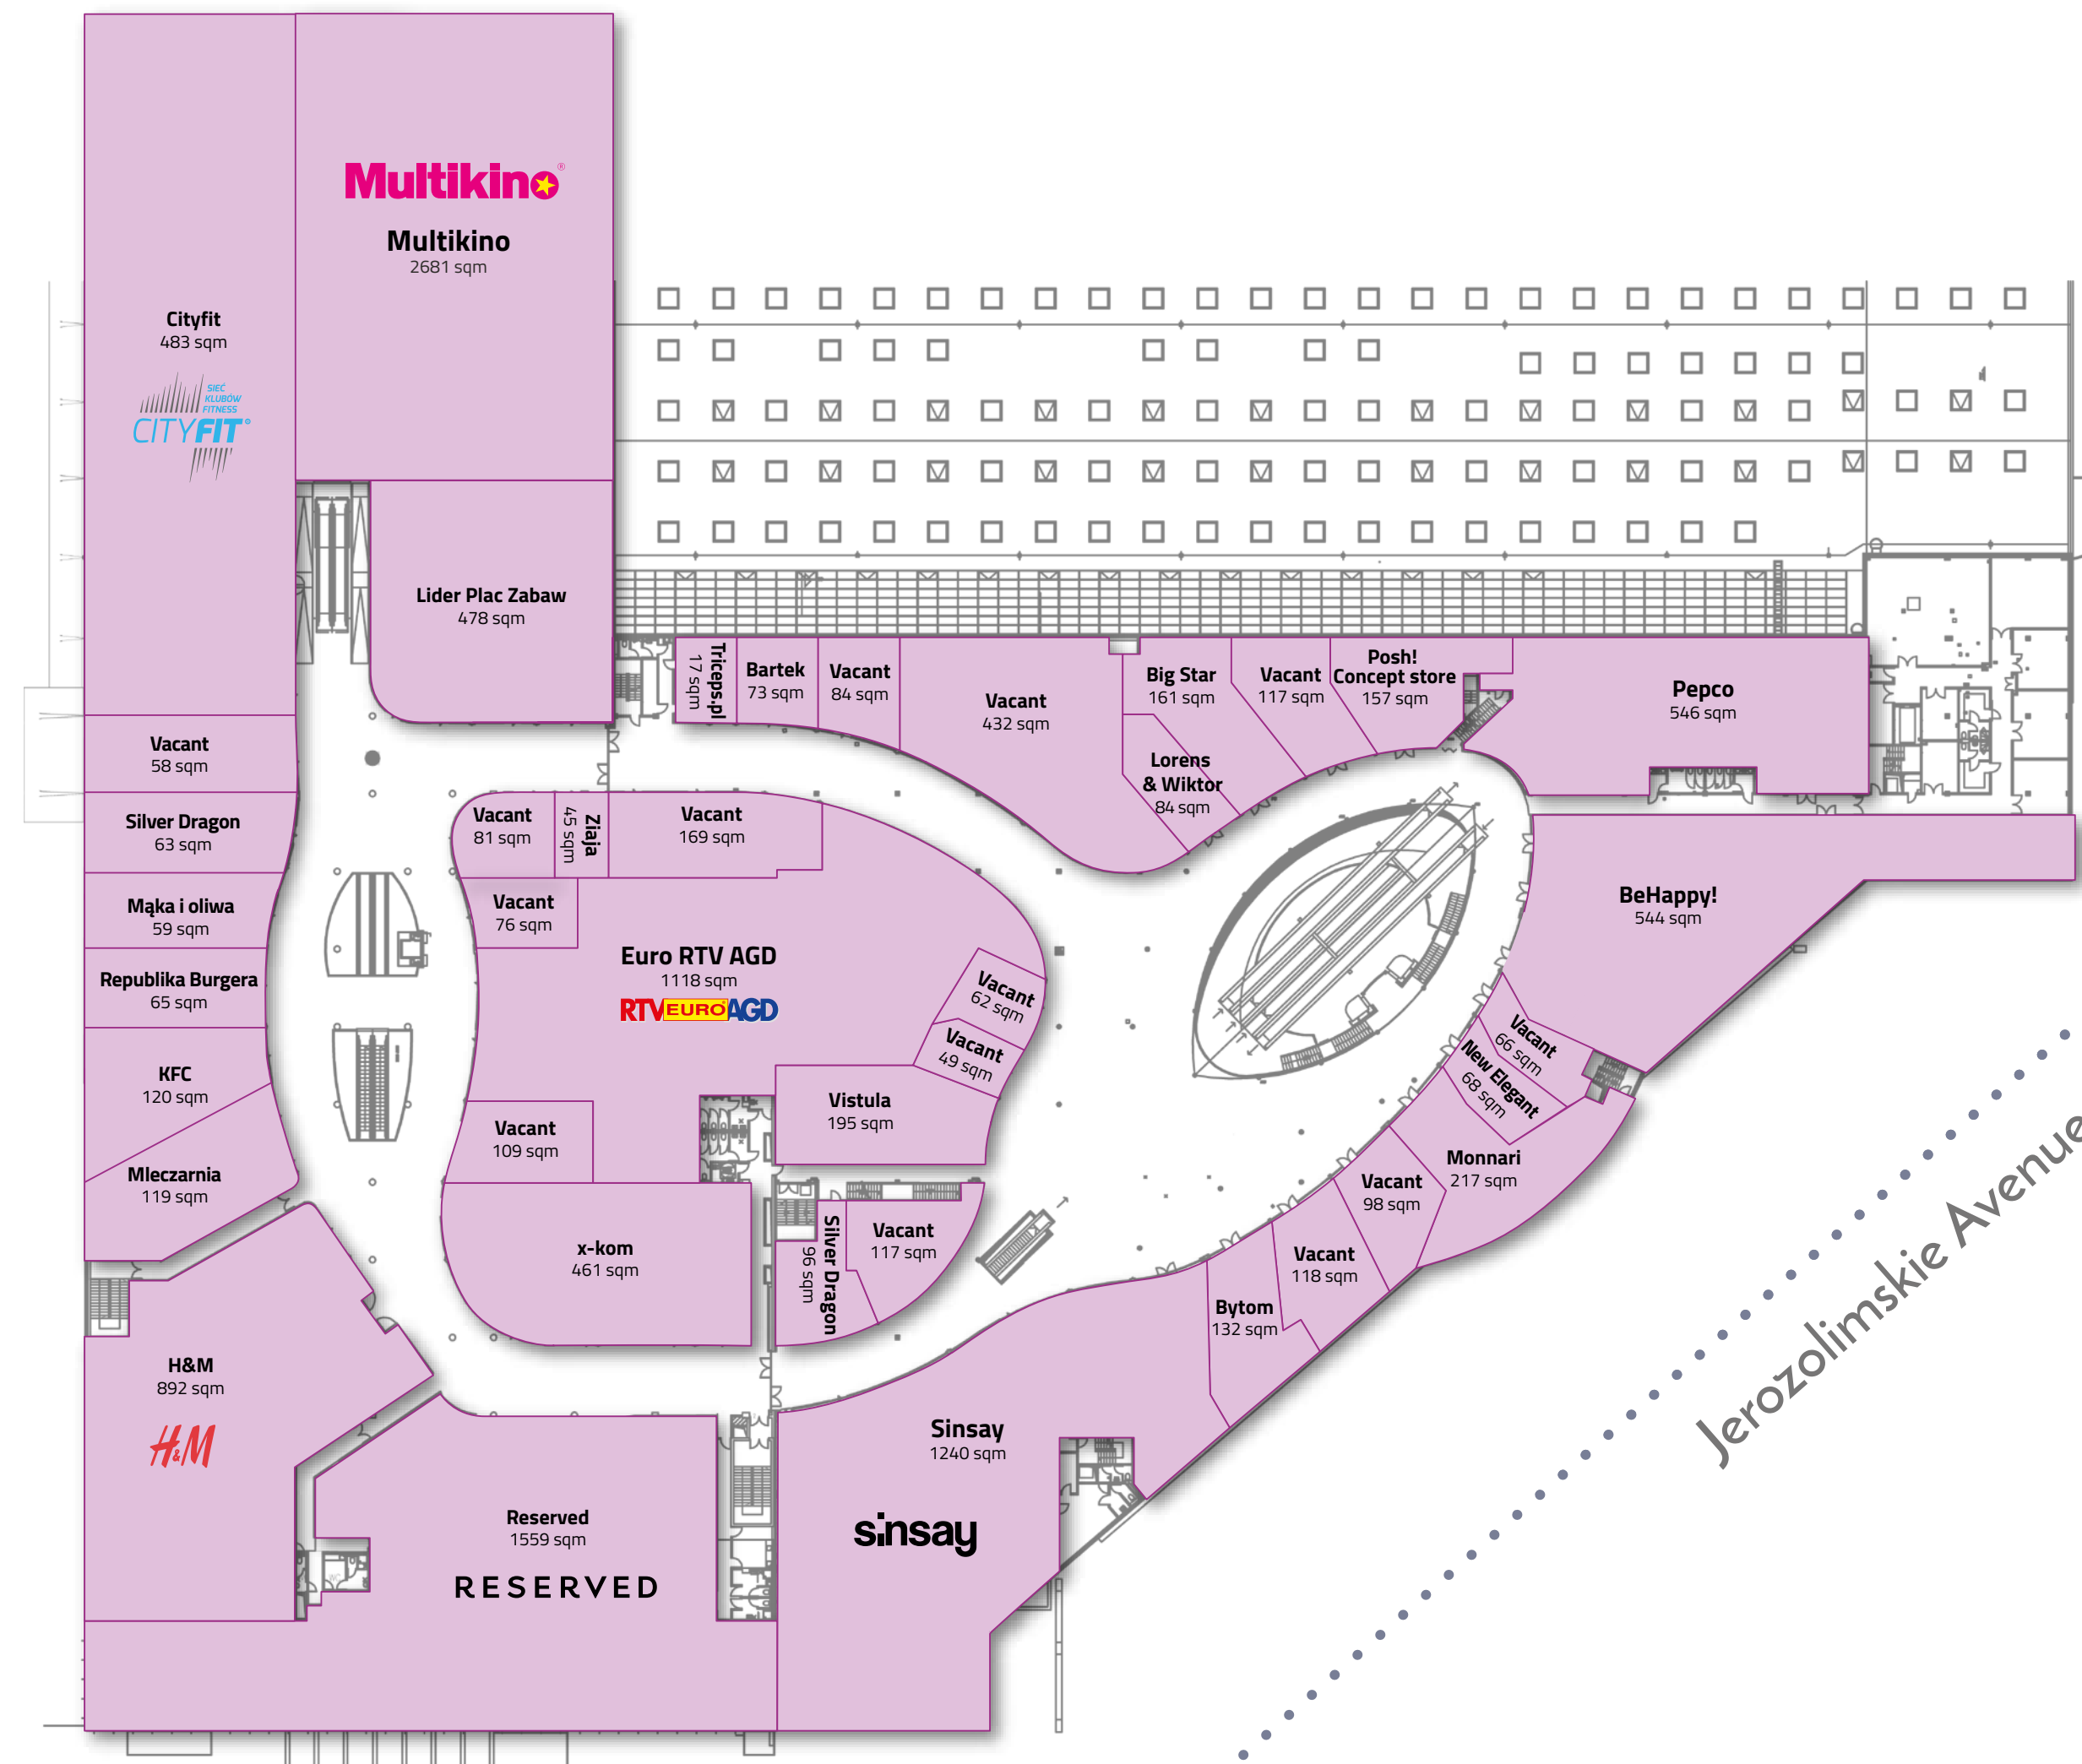 Multikino
Multikino
2681 sqm
Cityfit
483 sqm
SIEĆ
KLUBÓW
FITNESS
CITYFIT
Lider Plac Zabaw
478 sqm
Triceps.pl
17 sqm
Bartek
73 sqm
Vacant
84 sqm
Vacant
432 sqm
Big Star
161 sqm
Lorens
& Wiktor
84 sqm
Vacant
117 sqm
Posh!
Concept store
157 sqm
Pepco
546 sqm
Vacant
58 sqm
Silver Dragon
63 sqm
Mąka i oliwa
59 sqm
Republika Burgera
65 sqm
KFC
120 sqm
Mleczarnia
119 sqm
Vacant
81 sqm
Ziaja
45 sqm
Vacant
169 sqm
Vacant
76 sqm
Euro RTV AGD
1118 sqm
RTV EURO AGD
Vacant
62 sqm
Vacant
49 sqm
Vistula
195 sqm
Vacant
109 sqm
x-kom
461 sqm
Silver Dragon
96 sqm
Vacant
117 sqm
BeHappy!
544 sqm
Vacant
66 sqm
New Elegant
68 sqm
Monnari
217 sqm
Vacant
98 sqm
Vacant
118 sqm
Bytom
132 sqm
H&M
892 sqm
H&M
Reserved
1559 sqm
RESERVED
Sinsay
1240 sqm
sinsay
Jerozolimskie Avenue